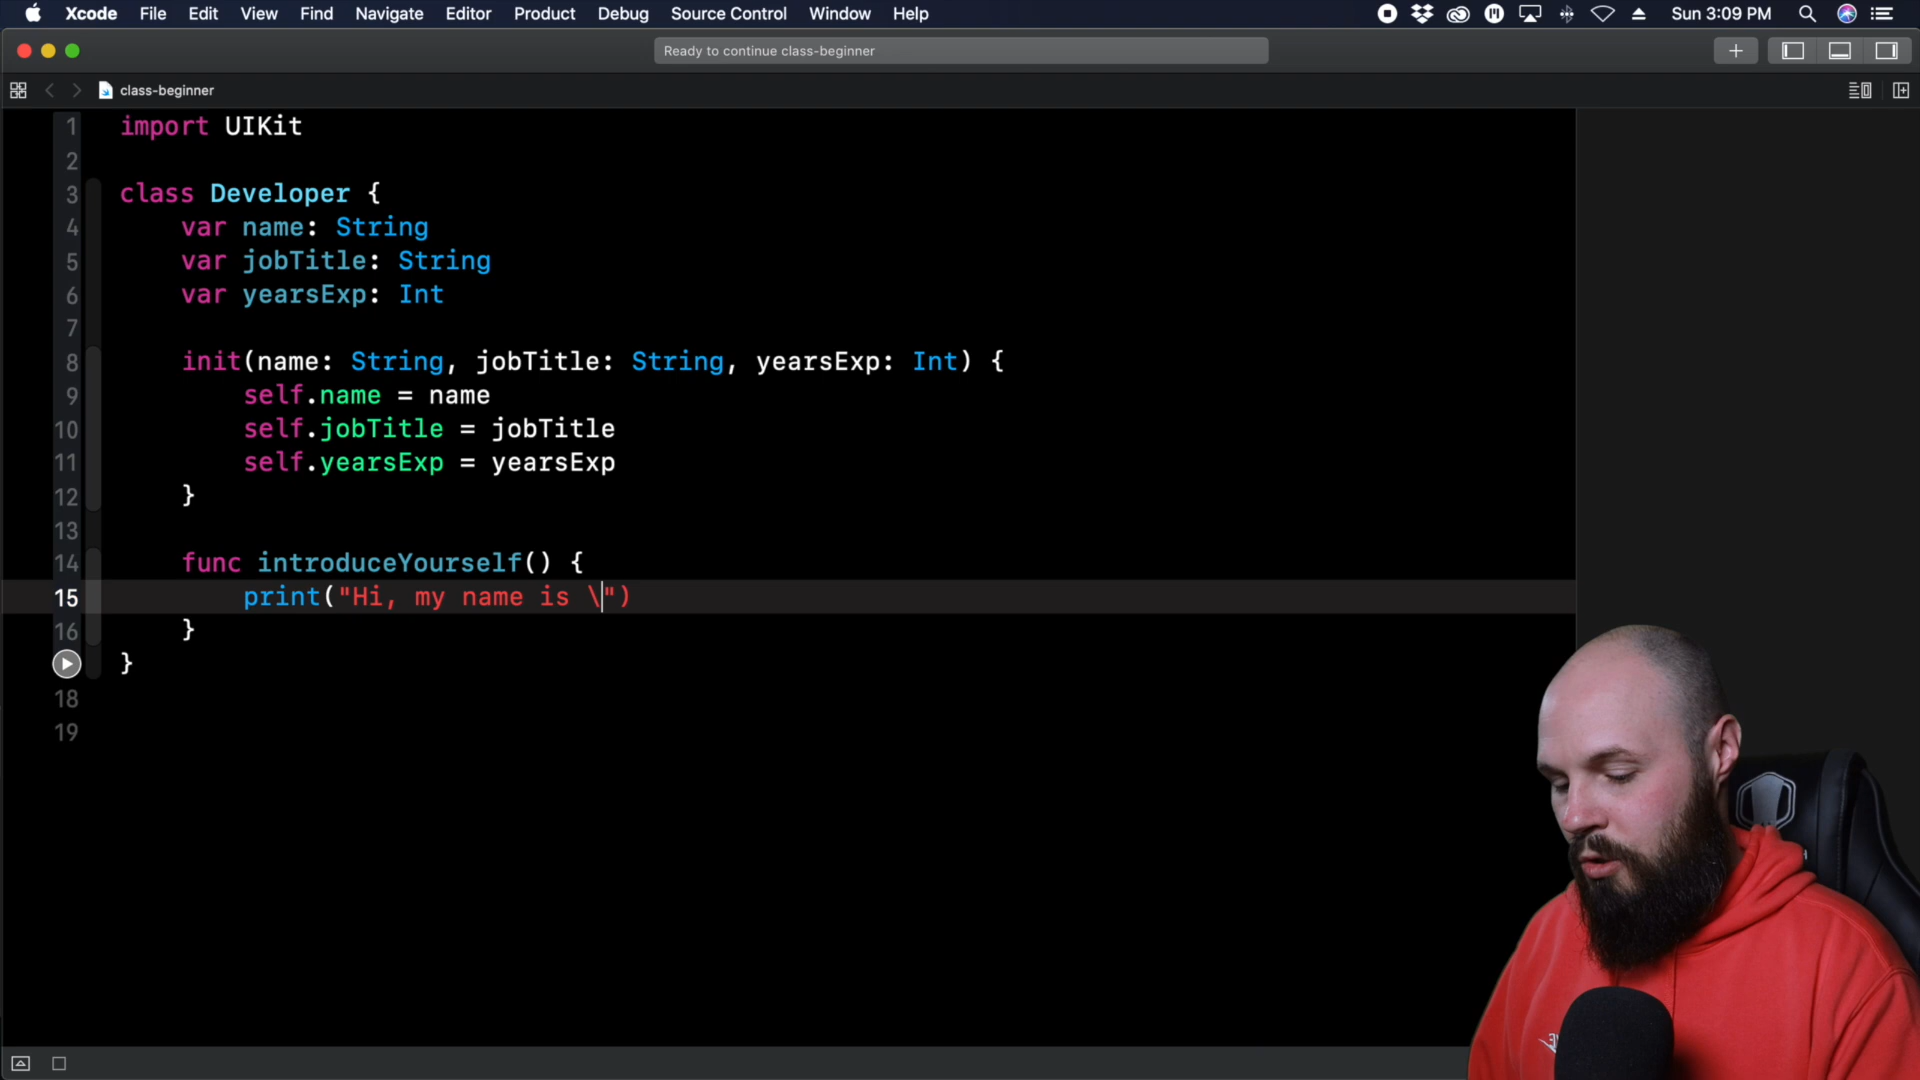 Xcode File Edit View Find Navigate Editor Product Debug Source Control Window Help Sun 3:09 PM
Ready to continue class-beginner
class-beginner
1 import UIKit
2
3 class Developer {
4 var name: String
5 var jobTitle: String
6 var yearsExp: Int
7
8 init(name: String, jobTitle: String, yearsExp: Int) {
9 self.name = name
10 self.jobTitle = jobTitle
11 self.yearsExp = yearsExp
12 }
13
14 func introduceYourself() {
15 print("Hi, my name is \")
16 }
}
18
19